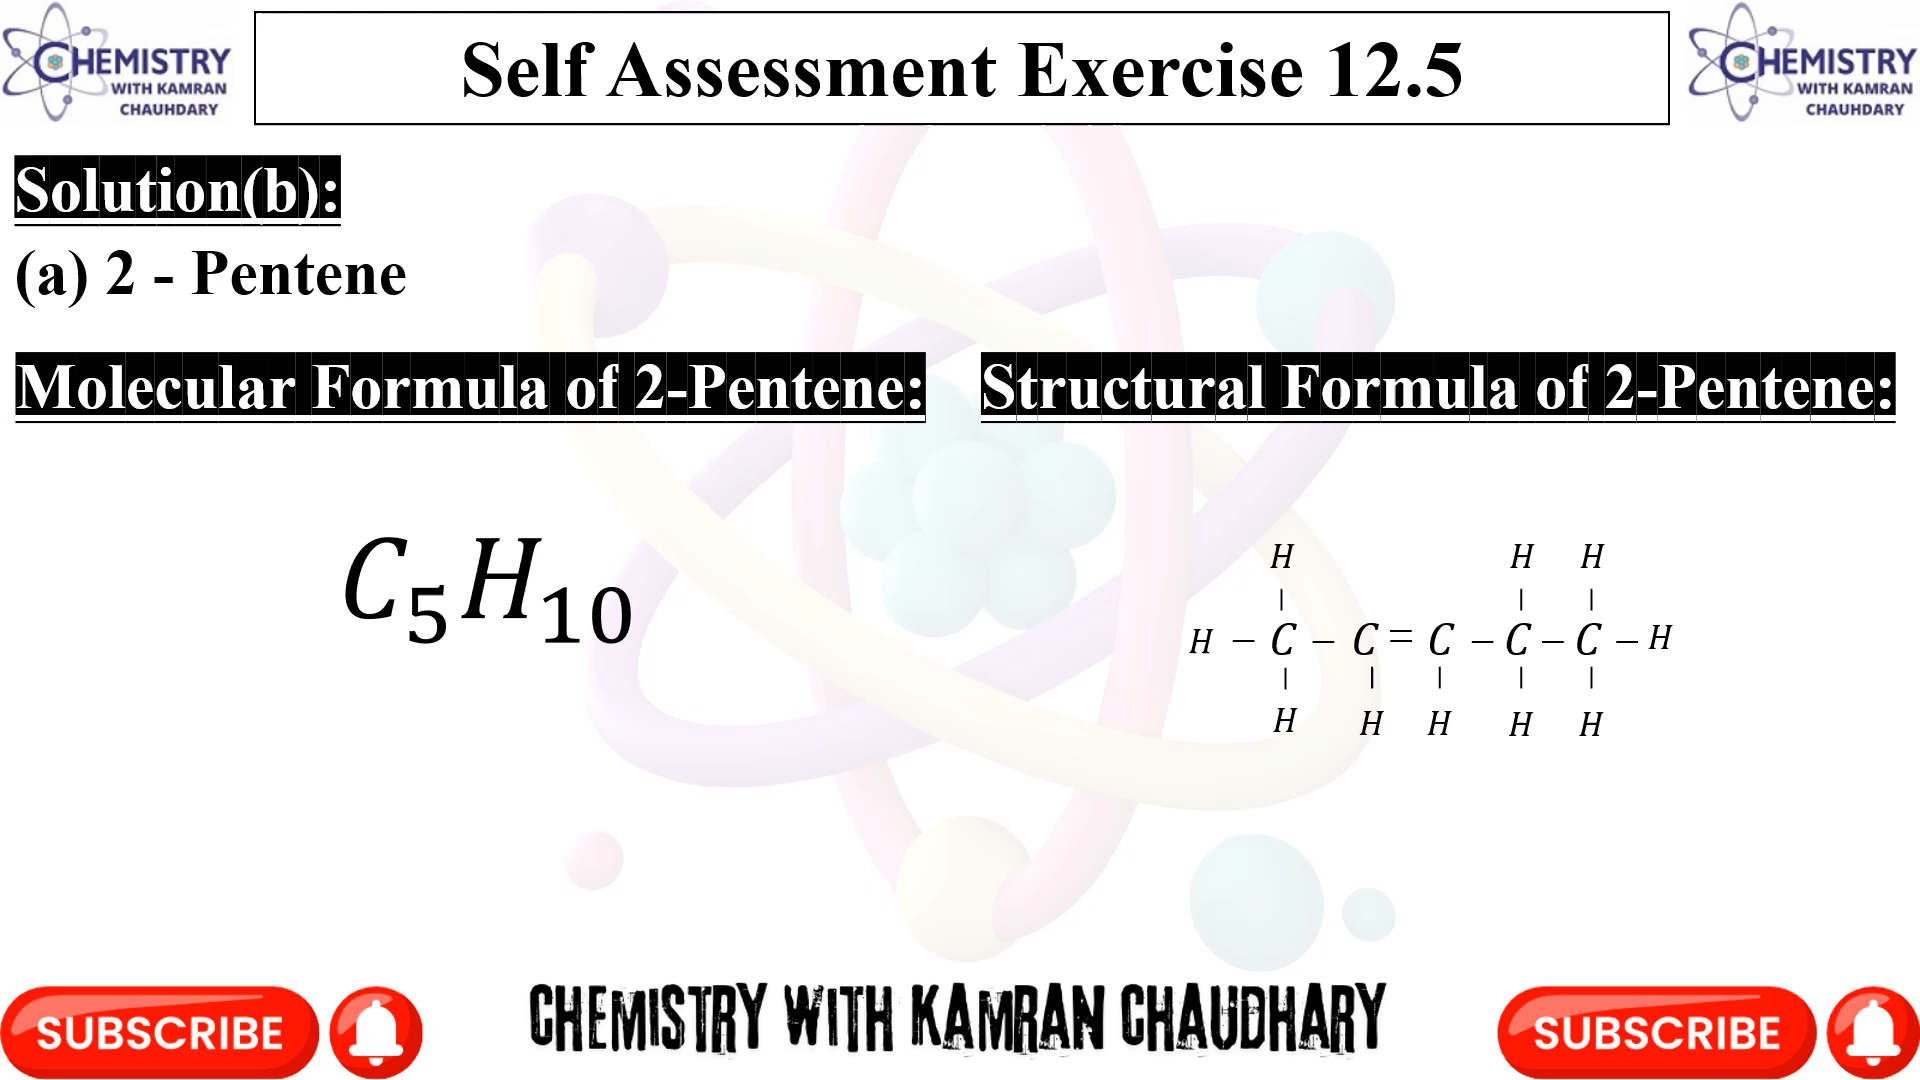 CHEMISTRY
WITH KAMRAN
CHAUHDARY
Self Assessment Exercise 12.5
CHEMISTRY
WITH KAMRAN
CHAUHDARY
Solution(b):
(a) 2 - Pentene
Molecular Formula of 2-Pentene:
Structural Formula of 2-Pentene:
C₅H₁₀
H H H
| | |
H – C – C = C – C – C – H
| | | | |
H H H H H
SUBSCRIBE
CHEMISTRY WITH KAMRAN CHAUDHARY
SUBSCRIBE